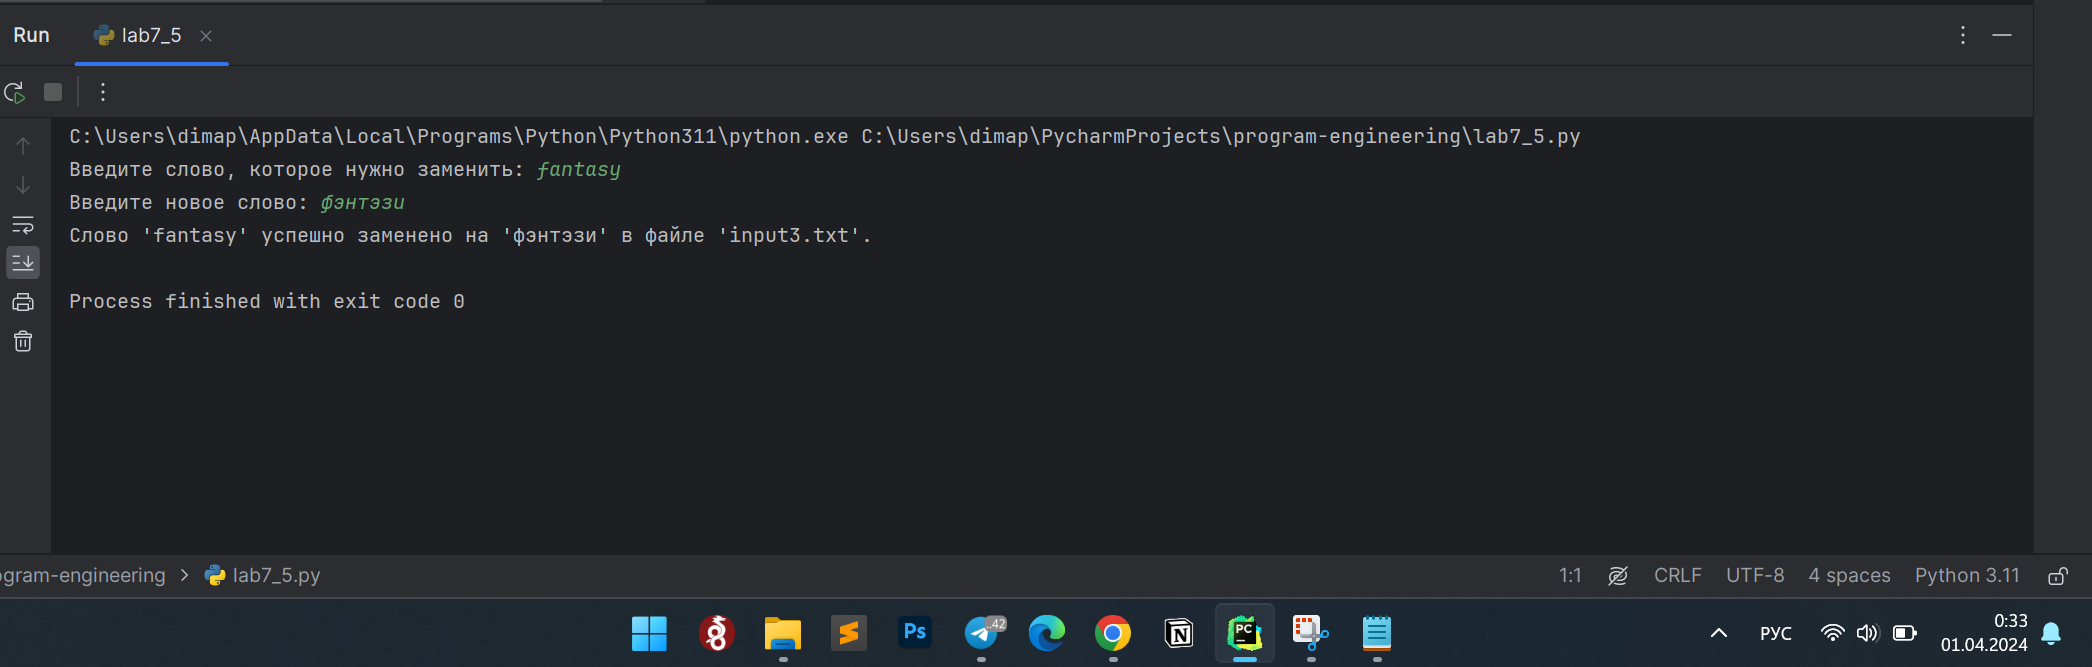 Run lab7_5
C:\Users\dimap\AppData\Local\Programs\Python\Python311\python.exe C:\Users\dimap\PycharmProjects\program-engineering\lab7_5.py
Введите слово, которое нужно заменить: fantasy
Введите новое слово: фэнтэзи
Слово 'fantasy' успешно заменено на 'фэнтэзи' в файле 'input3.txt'.
Process finished with exit code 0
ogram-engineering > lab7_5.py 1:1 CRLF UTF-8 4 spaces Python 3.11
Ps ..42 N PC РУС 0:33
01.04.2024